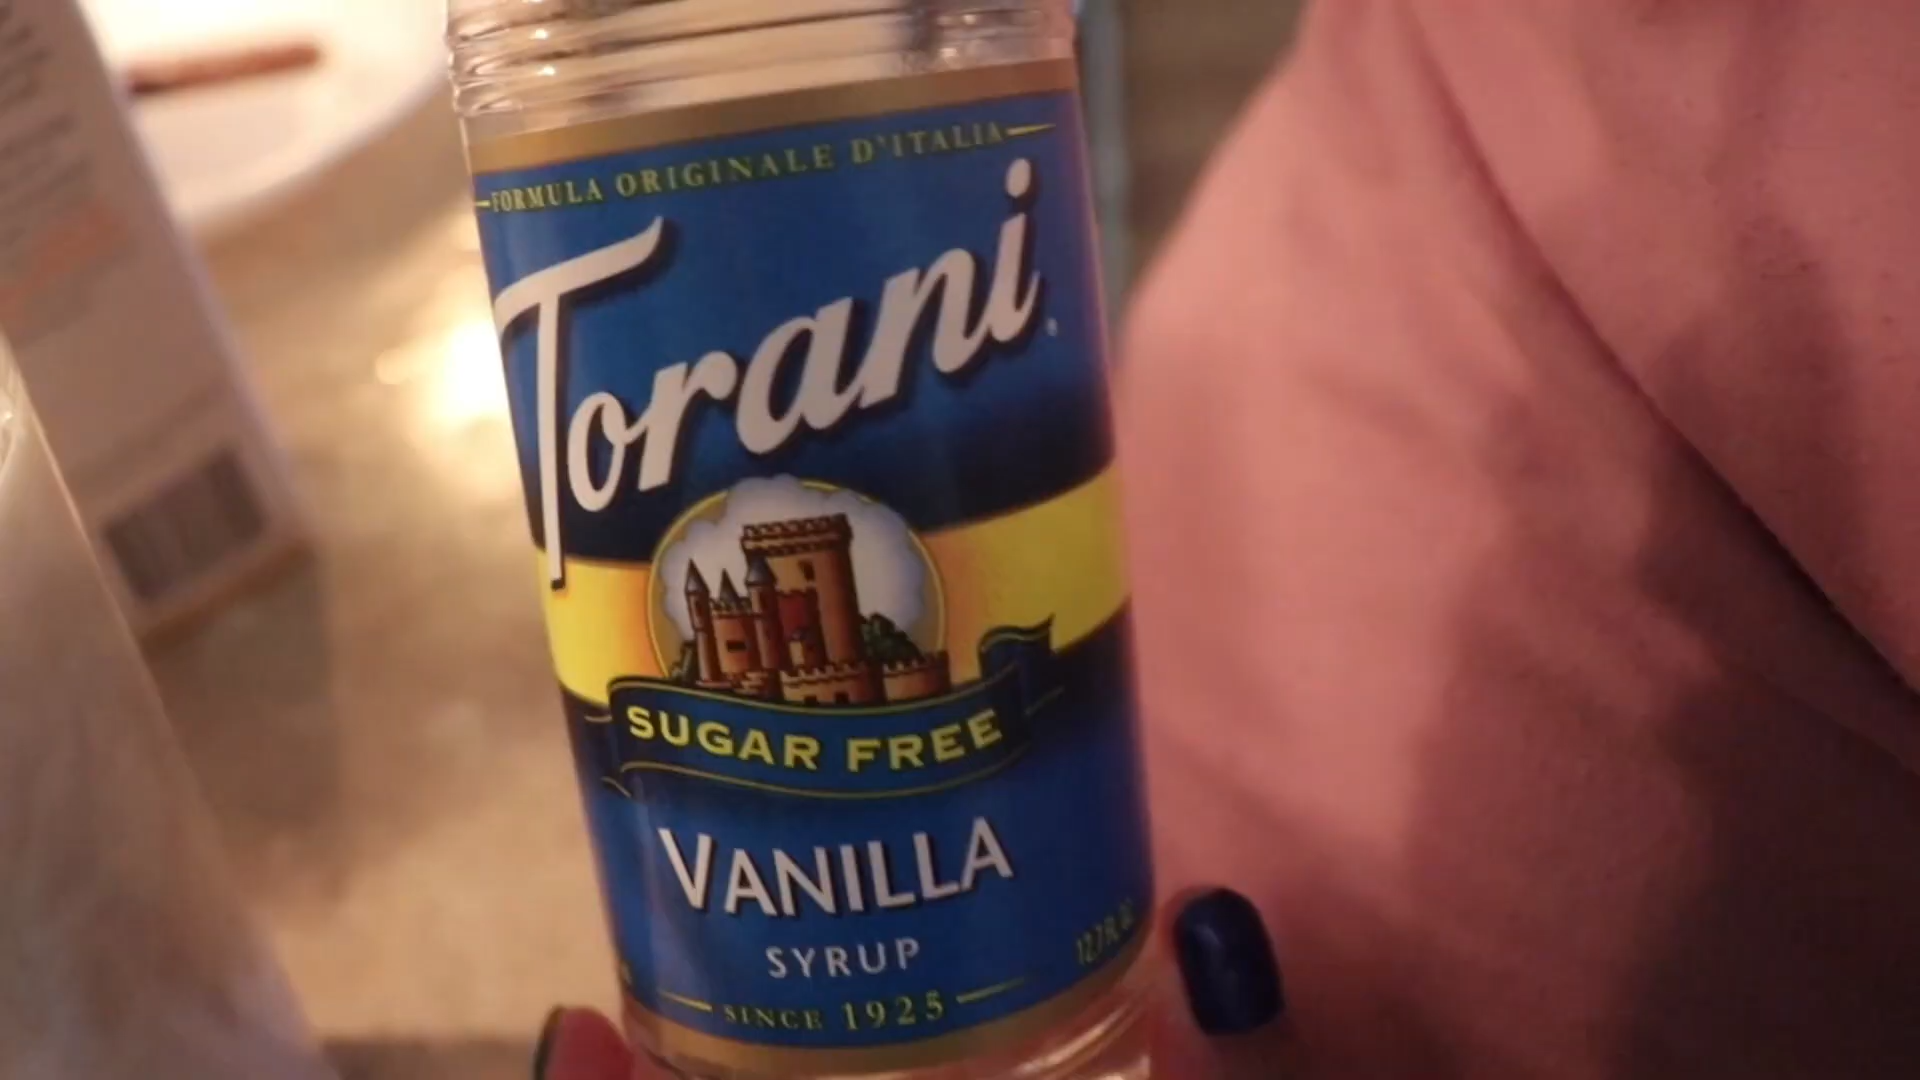 FORMULA ORIGINALE D'ITALIA
Torani
SUGAR FREE
VANILLA
SYRUP
SINCE 1925